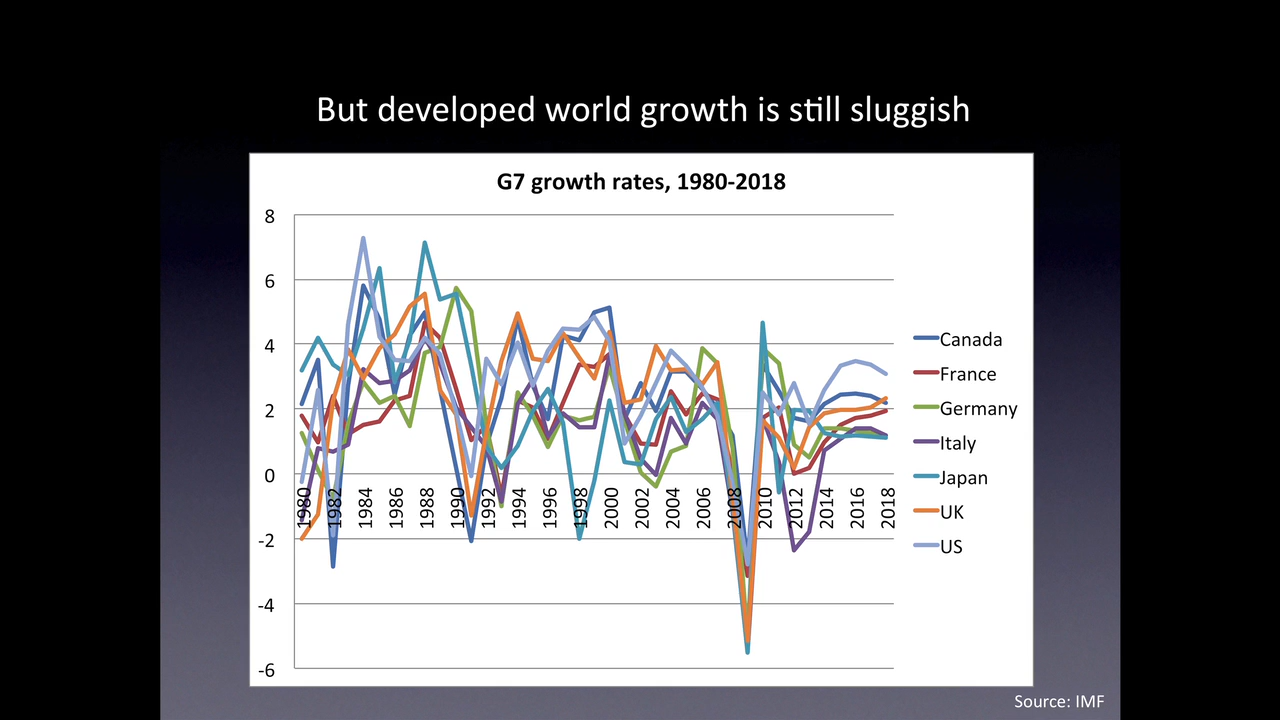 But developed world growth is still sluggish
G7 growth rates, 1980-2018
8
6
4
2
0
-2
-4
-6
1980
1982
1984
1986
1988
1990
1992
1994
1996
1998
2000
2002
2004
2006
2008
2010
2012
2014
2016
2018
Canada
France
Germany
Italy
Japan
UK
US
Source: IMF